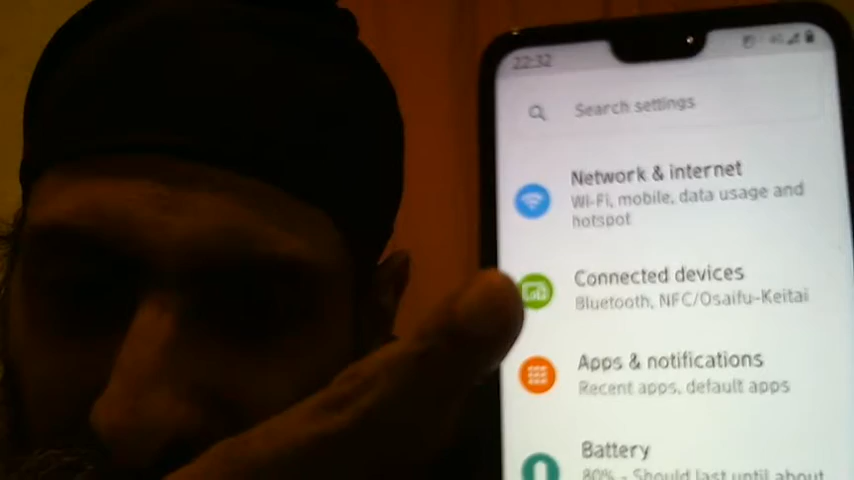 22:32
Search settings
Network & internet
Wi-Fi, mobile, data usage and
hotspot
Connected devices
Bluetooth, NFC/Osaifu-Keitai
Apps & notifications
Recent apps, default apps
Battery
80% - Should last until about